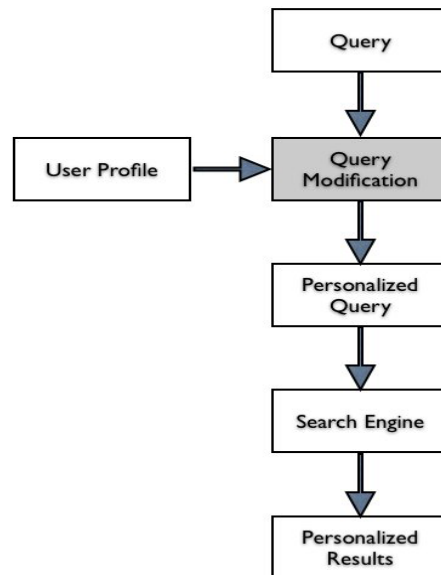 Query
User Profile
Query
Modification
Personalized
Query
Search Engine
Personalized
Results